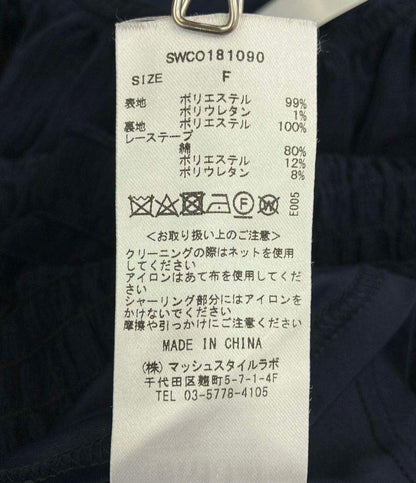 SWCO181090
SIZE F
表地 ポリエステル 99%
ポリウレタン 1%
裏地 ポリエステル 100%
レーステープ
綿 80%
ポリエステル 12%
ポリウレタン 8%
E005
<お取り扱い上のご注意>
クリーニングの際はネットを使用
してください
アイロンはあて布を使用してくだ
さい
シャーリング部分にはアイロンを
かけないでください
摩擦や引っかけにご注意ください
MADE IN CHINA
(株) マッシュスタイルラボ
千代田区麹町5-7-1-4F
TEL 03-5778-4105